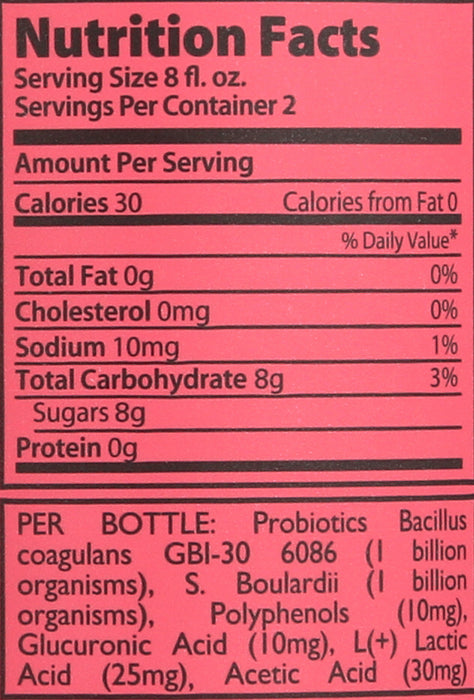 Nutrition Facts
Serving Size 8 fl. oz.
Servings Per Container 2
Amount Per Serving
Calories 30 Calories from Fat 0
% Daily Value*
Total Fat 0g 0%
Cholesterol 0mg 0%
Sodium 10mg 1%
Total Carbohydrate 8g 3%
Sugars 8g
Protein 0g
PER BOTTLE: Probiotics Bacillus
coagulans GBI-30 6086 (1 billion
organisms), S. Boulardii (1 billion
organisms), Polyphenols (10mg),
Glucuronic Acid (10mg), L(+) Lactic
Acid (25mg), Acetic Acid (30mg)